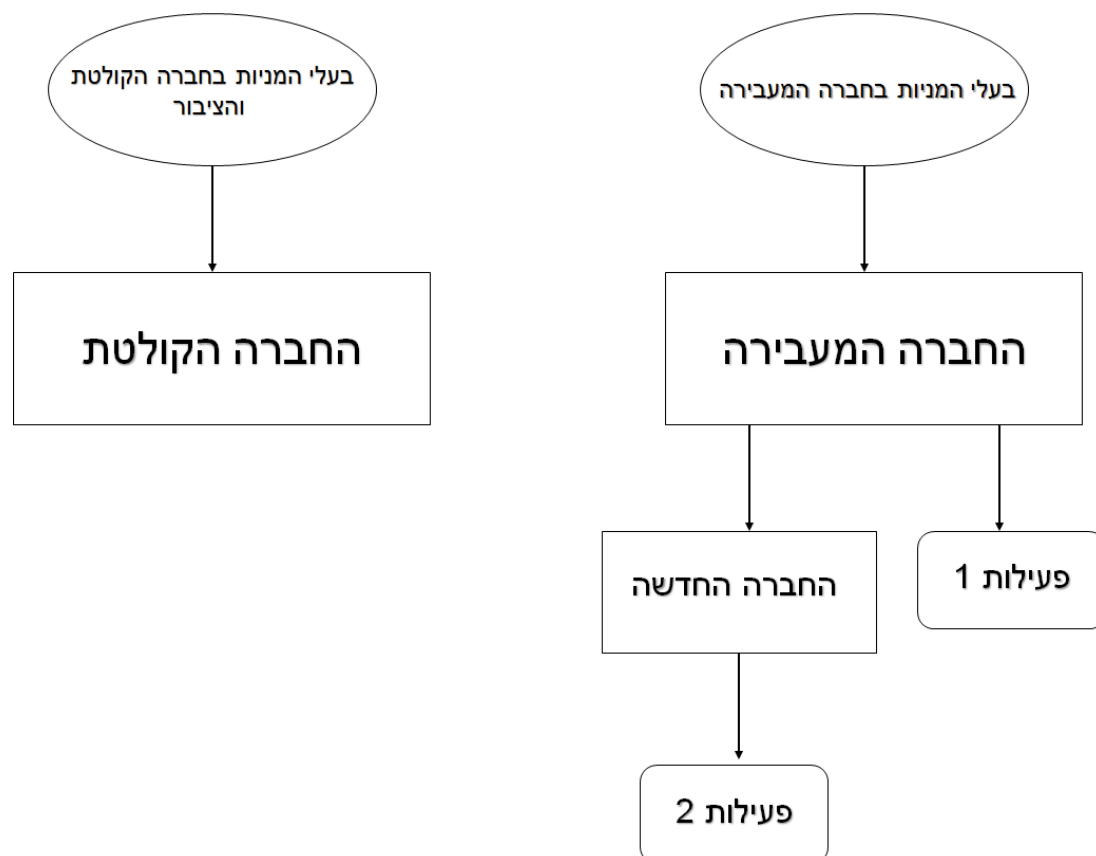 בעלי המניות בחברה המעבירה
בעלי המניות בחברה הקולטת
והציבור
החברה המעבירה
החברה הקולטת
פעילות 1
החברה החדשה
פעילות 2